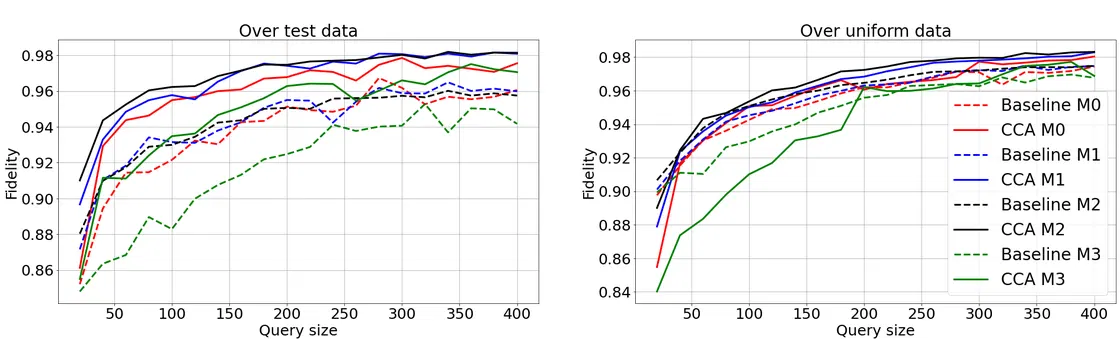 Over test data
Fidelity
0.98
0.96
0.94
0.92
0.90
0.88
0.86
50 100 150 200 250 300 350 400
Query size
Over uniform data
Fidelity
0.98
0.96
0.94
0.92
0.90
0.88
0.86
0.84
50 100 150 200 250 300 350 400
Query size
Baseline M0
CCA M0
Baseline M1
CCA M1
Baseline M2
CCA M2
Baseline M3
CCA M3